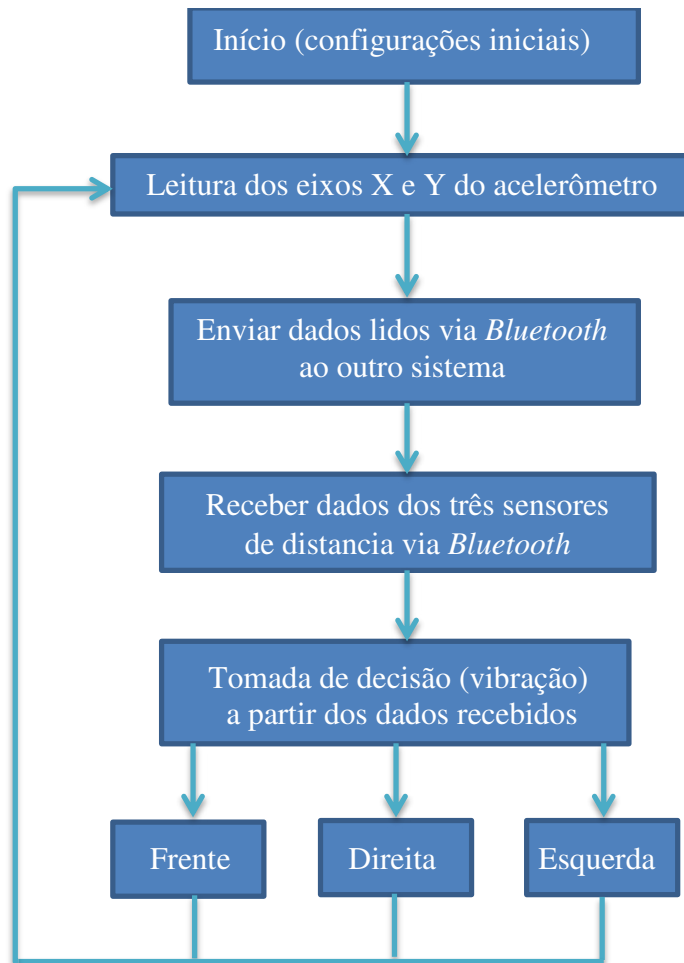 Início (configurações iniciais)
Leitura dos eixos X e Y do acelerômetro
Enviar dados lidos via Bluetooth
ao outro sistema
Receber dados dos três sensores
de distancia via Bluetooth
Tomada de decisão (vibração)
a partir dos dados recebidos
Frente
Direita
Esquerda